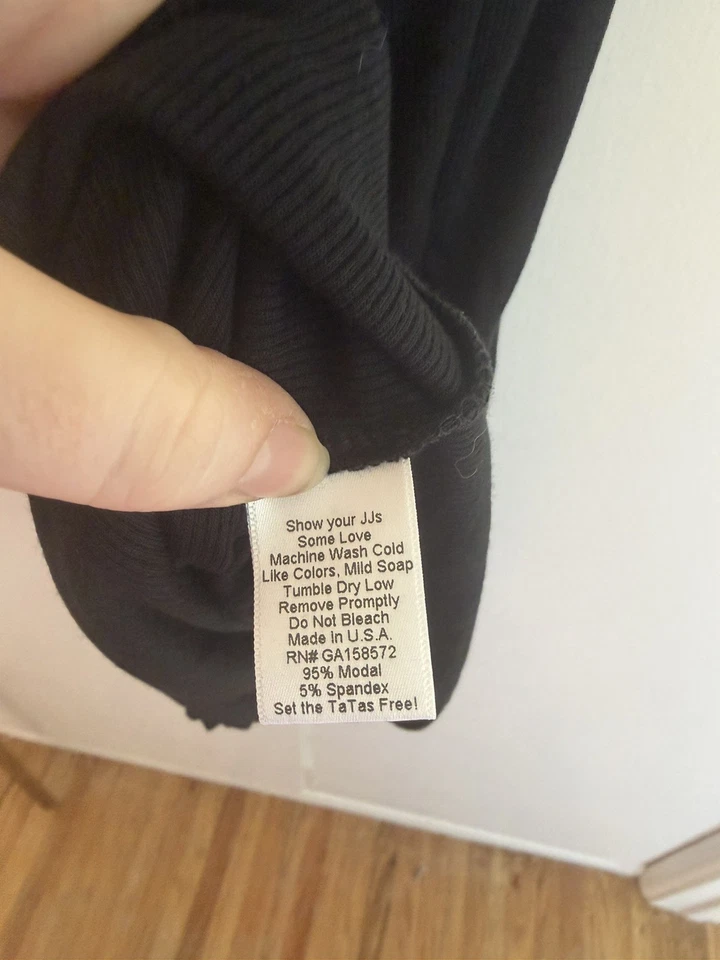 Show your JJs
Some Love
Machine Wash Cold
Like Colors, Mild Soap
Tumble Dry Low
Remove Promptly
Do Not Bleach
Made In U.S.A.
RN# GA158572
95% Modal
5% Spandex
Set the TaTas Free!